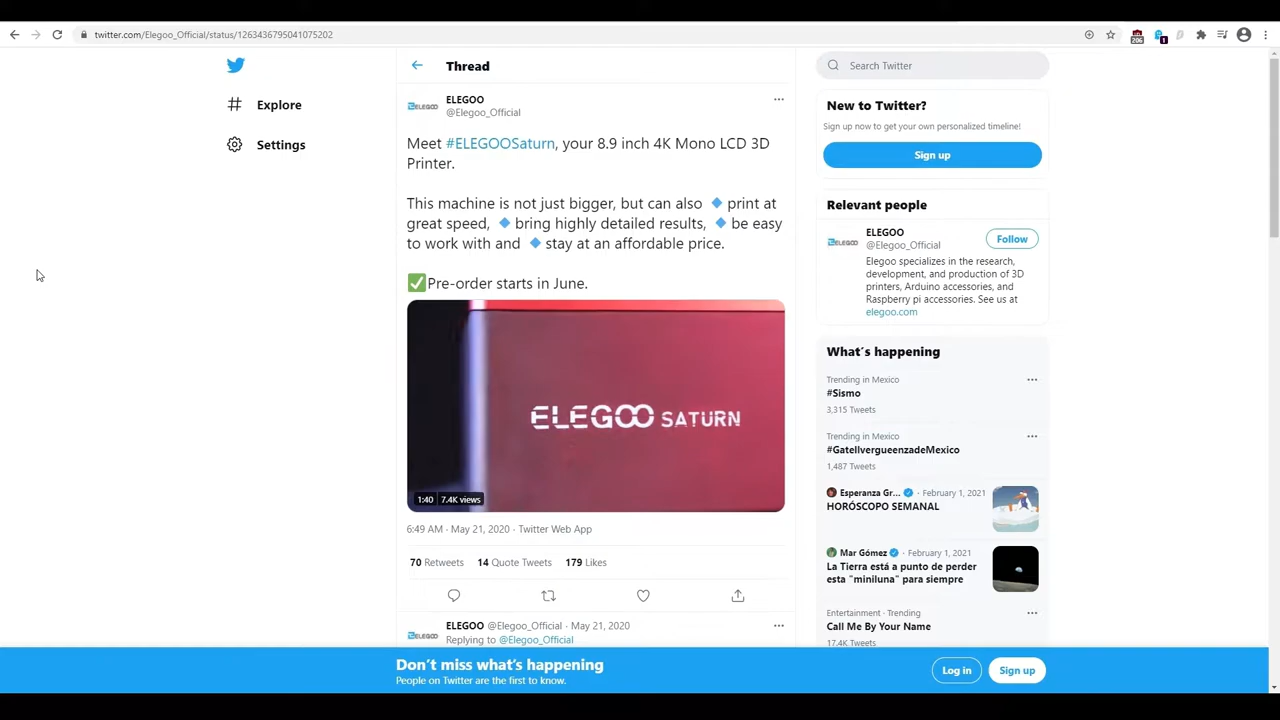 twitter.com/Elegoo_Official/status/1263436795041075202
206
1
Explore
Settings
Thread
ELEGOO
ELEGOO
@Elegoo_Official
Meet #ELEGOOSaturn, your 8.9 inch 4K Mono LCD 3D
Printer.
This machine is not just bigger, but can also 🔹 print at
great speed, 🔹 bring highly detailed results, 🔹 be easy
to work with and 🔹 stay at an affordable price.
✅Pre-order starts in June.
ELEGOO SATURN
1:40 7.4K views
6:49 AM · May 21, 2020 · Twitter Web App
70 Retweets 14 Quote Tweets 179 Likes
ELEGOO @Elegoo_Official · May 21, 2020
ELEGOO
Replying to @Elegoo_Official
Search Twitter
New to Twitter?
Sign up now to get your own personalized timeline!
Sign up
Relevant people
ELEGOO
ELEGOO
@Elegoo_Official
Follow
Elegoo specializes in the research,
development, and production of 3D
printers, Arduino accessories, and
Raspberry pi accessories. See us at
elegoo.com
What's happening
Trending in Mexico
#Sismo
3,315 Tweets
Trending in Mexico
#GatellvergueenzadeMexico
1,487 Tweets
Esperanza Gr... · February 1, 2021
HORÓSCOPO SEMANAL
Mar Gómez · February 1, 2021
La Tierra está a punto de perder
esta "miniluna" para siempre
Entertainment · Trending
Call Me By Your Name
17.4K Tweets
Don't miss what's happening
People on Twitter are the first to know.
Log in
Sign up